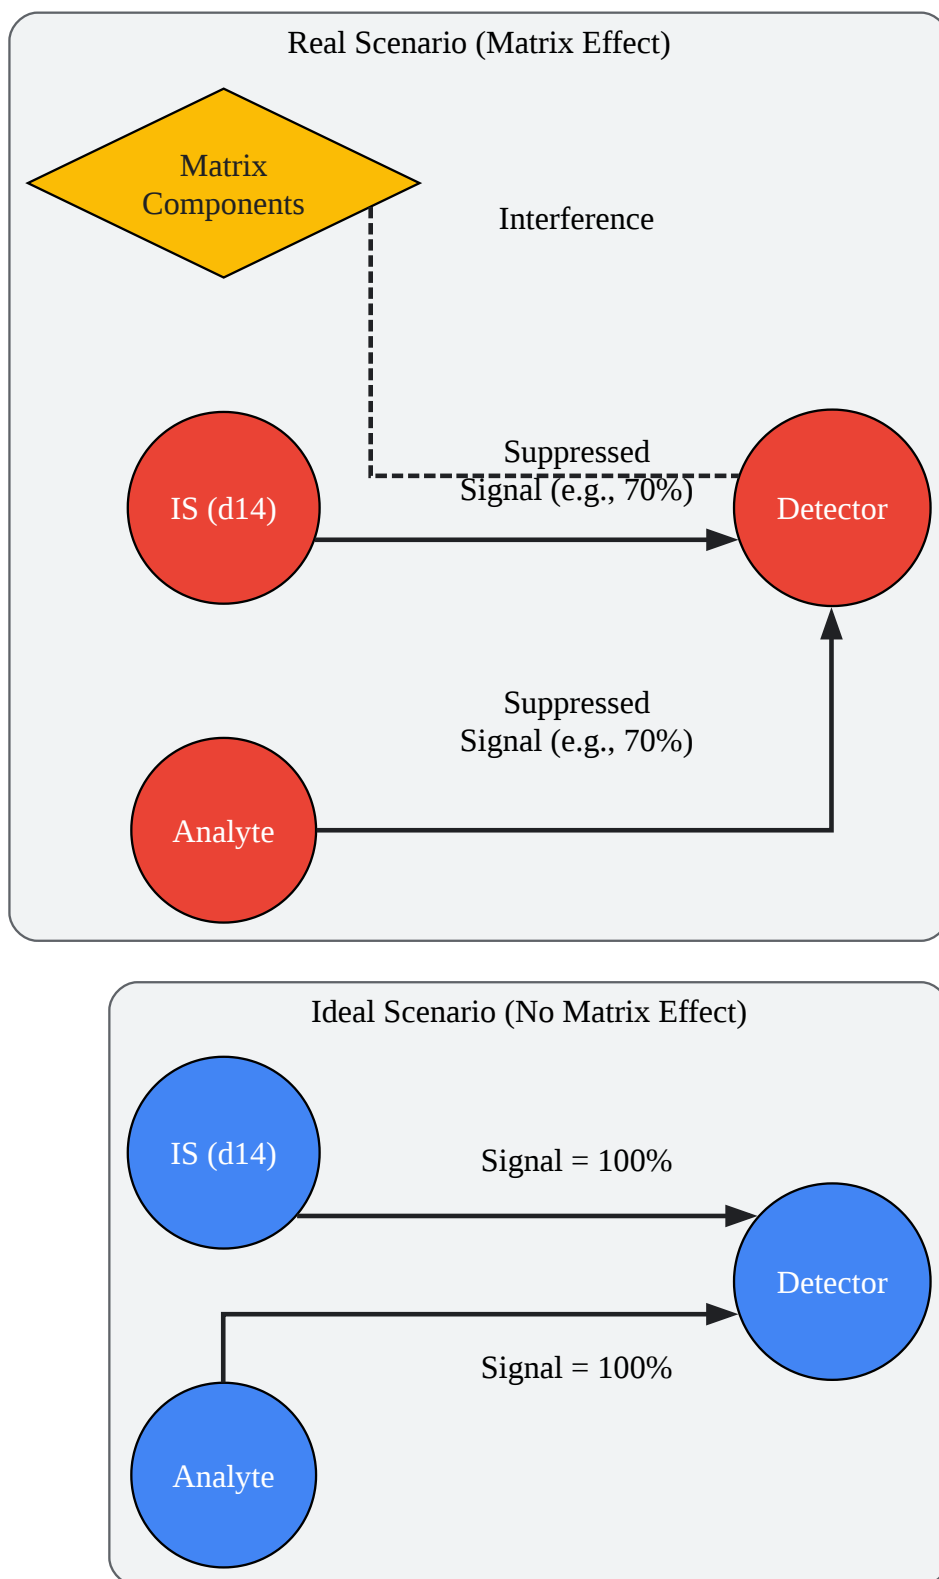 Real Scenario (Matrix Effect)
Matrix
Components
Interference
Suppressed
Signal (e.g., 70%)
IS (d14)
Detector
Suppressed
Signal (e.g., 70%)
Analyte
Ideal Scenario (No Matrix Effect)
IS (d14)
Signal = 100%
Detector
Signal = 100%
Analyte